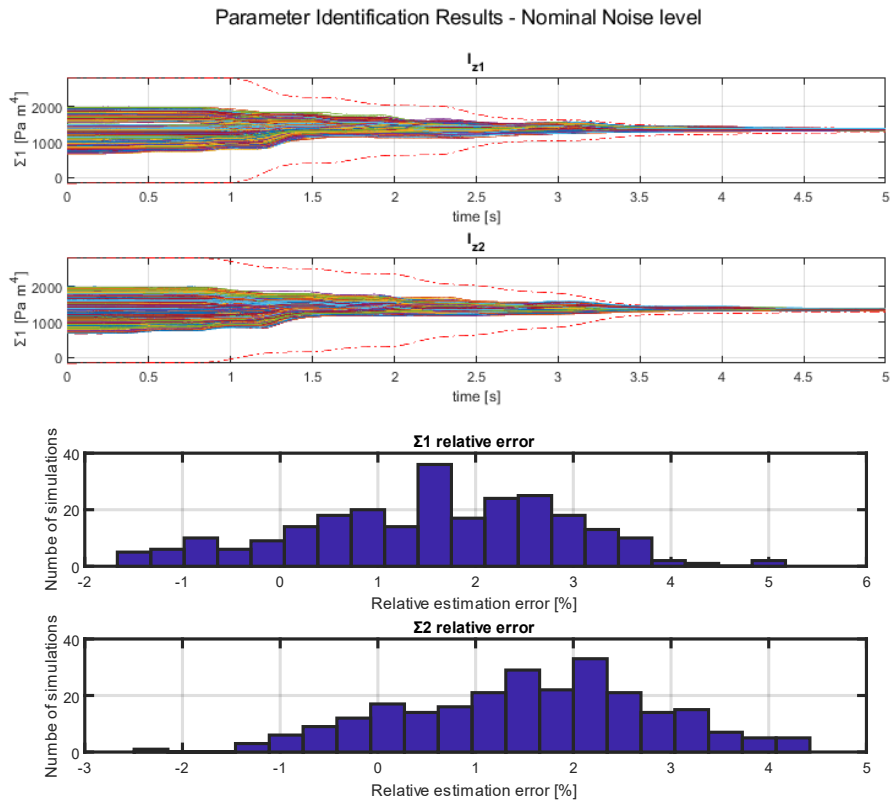 Parameter Identification Results - Nominal Noise level
I_z1
Σ1 [Pa m^4]
2000
1000
0
0 0.5 1 1.5 2 2.5 3 3.5 4 4.5 5
time [s]
I_z2
Σ1 [Pa m^4]
2000
1000
0
0 0.5 1 1.5 2 2.5 3 3.5 4 4.5 5
time [s]
Σ1 relative error
Numbe of simulations
40
20
0
-2 -1 0 1 2 3 4 5 6
Relative estimation error [%]
Σ2 relative error
Numbe of simulations
40
20
0
-3 -2 -1 0 1 2 3 4 5
Relative estimation error [%]